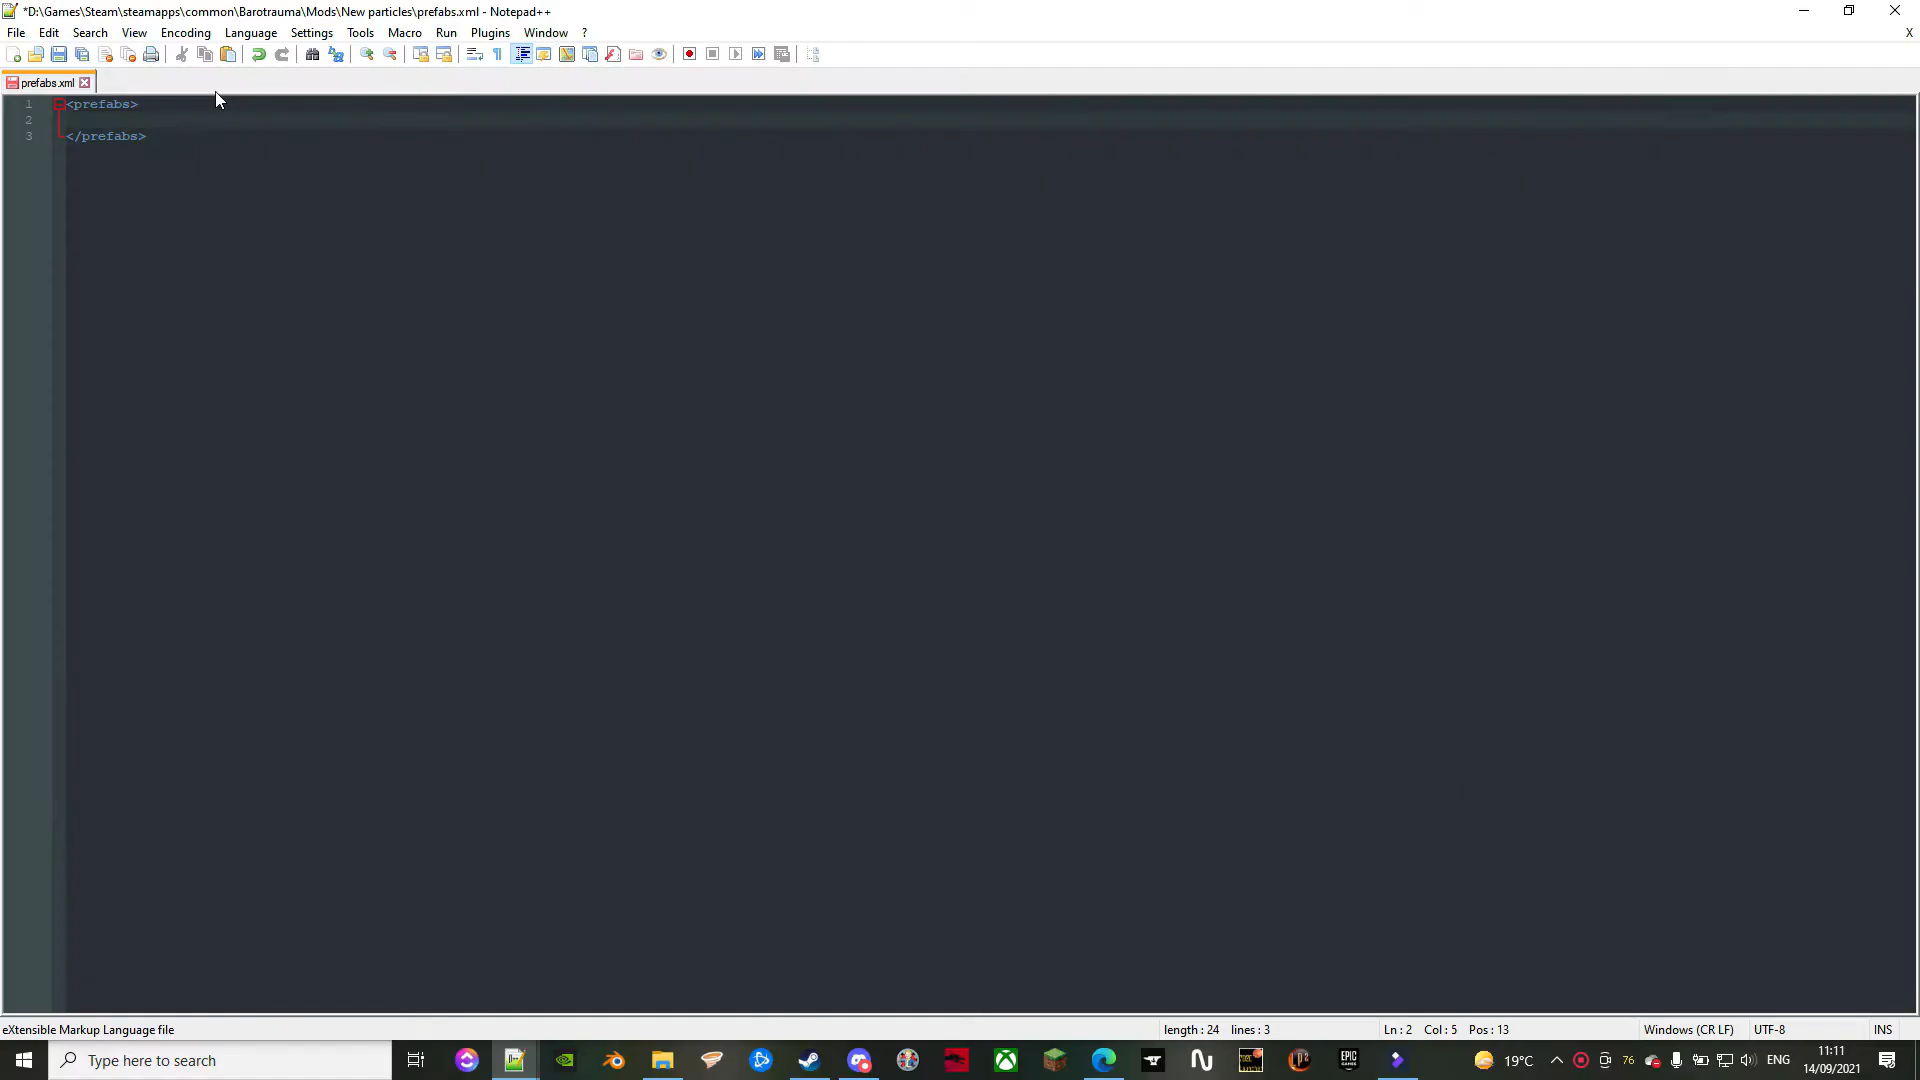 *D:\Games\Steam\steamapps\common\Barotrauma\Mods\New particles\prefabs.xml - Notepad++
File Edit Search View Encoding Language Settings Tools Macro Run Plugins Window ? X
prefabs.xml
1 <prefabs>
2
3 </prefabs>
eXtensible Markup Language file length : 24 lines : 3 Ln : 2 Col : 5 Pos : 13 Windows (CR LF) UTF-8 INS
Type here to search 19°C 76 ENG 11:11
EPIC GAMES 14/09/2021